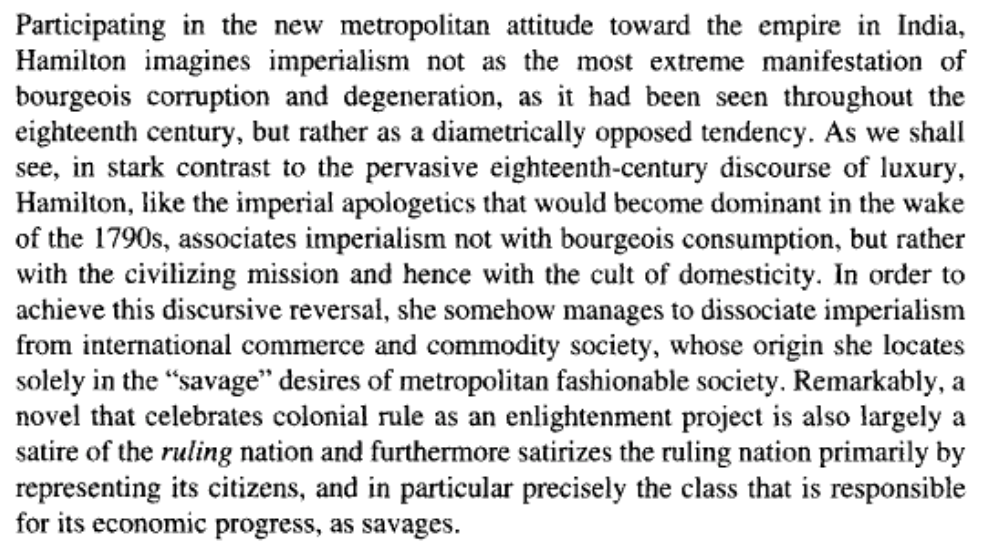 Participating in the new metropolitan attitude toward the empire in India,
Hamilton imagines imperialism not as the most extreme manifestation of
bourgeois corruption and degeneration, as it had been seen throughout the
eighteenth century, but rather as a diametrically opposed tendency. As we shall
see, in stark contrast to the pervasive eighteenth-century discourse of luxury,
Hamilton, like the imperial apologetics that would become dominant in the wake
of the 1790s, associates imperialism not with bourgeois consumption, but rather
with the civilizing mission and hence with the cult of domesticity. In order to
achieve this discursive reversal, she somehow manages to dissociate imperialism
from international commerce and commodity society, whose origin she locates
solely in the “savage” desires of metropolitan fashionable society. Remarkably, a
novel that celebrates colonial rule as an enlightenment project is also largely a
satire of the ruling nation and furthermore satirizes the ruling nation primarily by
representing its citizens, and in particular precisely the class that is responsible
for its economic progress, as savages.